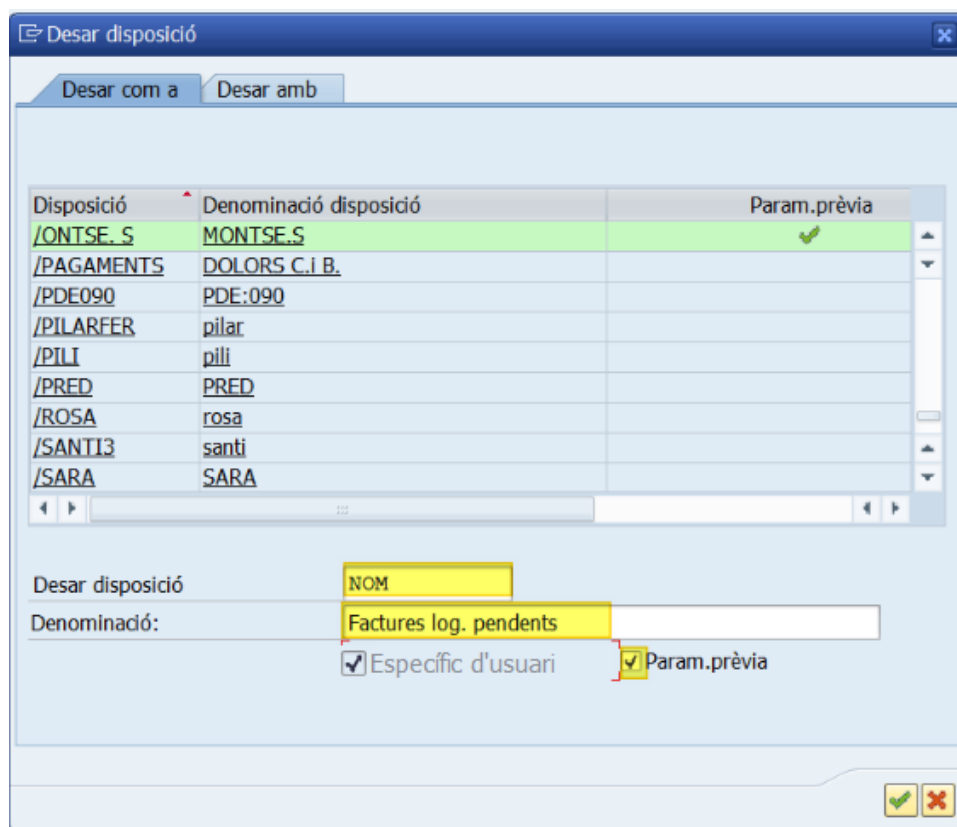 Desar disposició
Desar com a Desar amb
Disposició Denominació disposició Param.prèvia
/ONTSE. S MONTSE.S
/PAGAMENTS DOLORS C.i B.
/PDE090 PDE:090
/PILARFER pilar
/PILI pili
/PRED PRED
/ROSA rosa
/SANTI3 santi
/SARA SARA
Desar disposició NOM
Denominació: Factures log. pendents
Específic d'usuari Param.prèvia